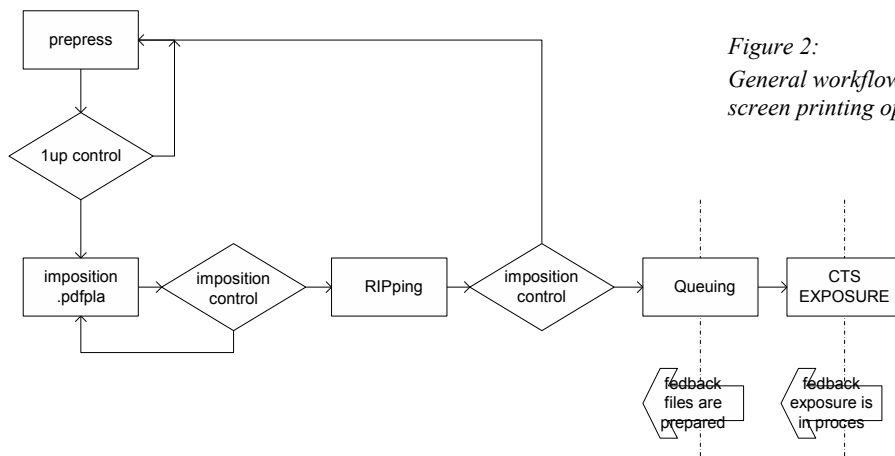 prepress
Figure 2:
General workflow
screen printing op
1up control
imposition
.pdfpla
imposition
control
RIPping
imposition
control
Queuing
CTS
EXPOSURE
fedback
files are
prepared
fedback
exposure is
in proces